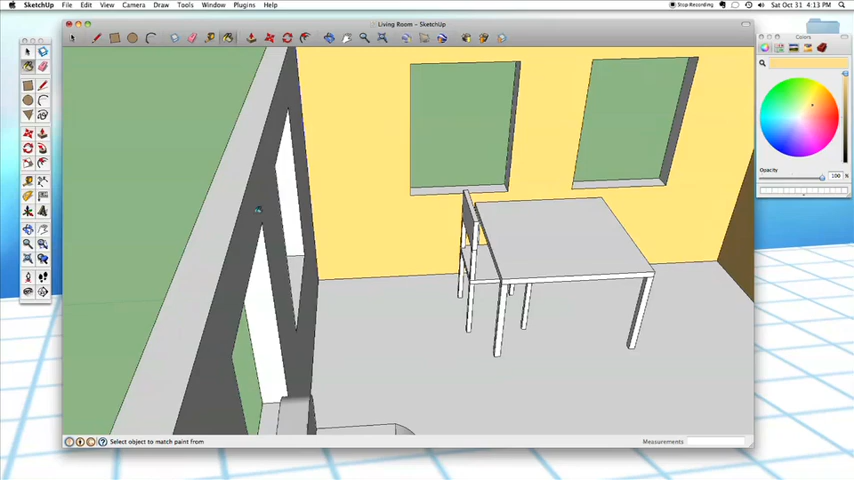 SketchUp File Edit View Camera Draw Tools Window Plugins Help
Stop Recording Sat Oct 31 4:13 PM
Living Room – SketchUp
Colors
Opacity
100 %
Select object to match paint from
Measurements